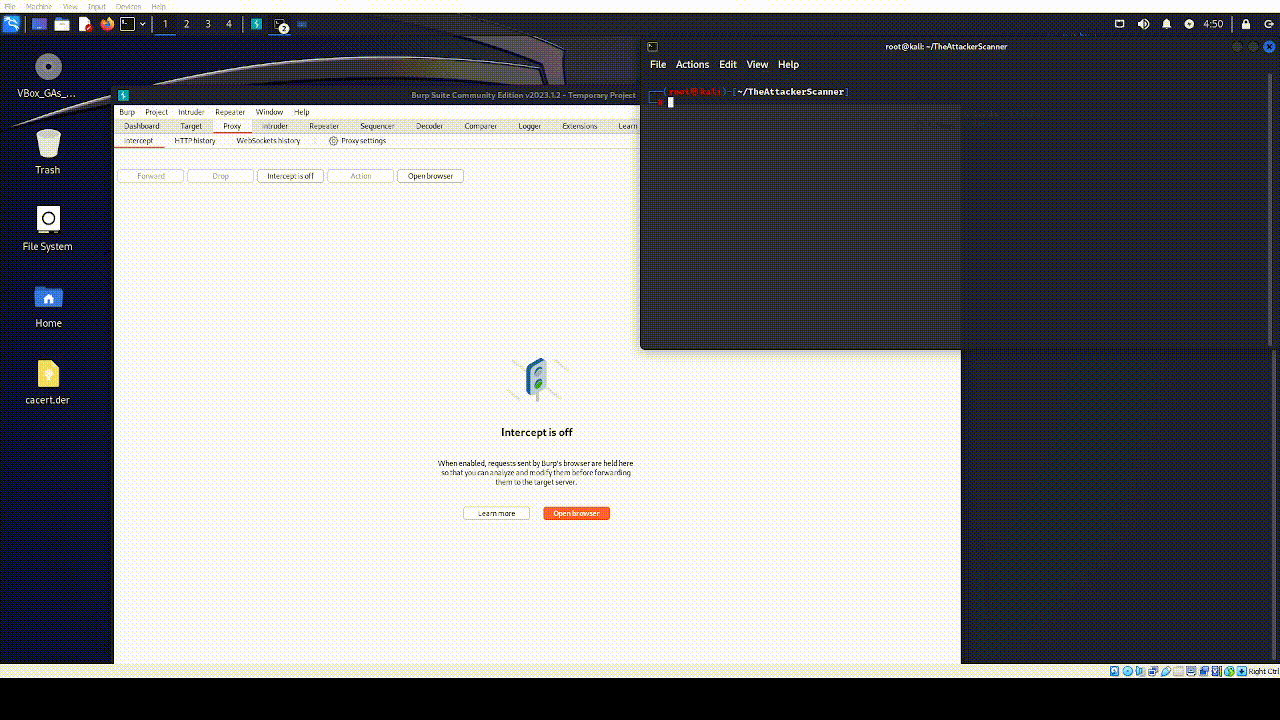 File Machine View Input Devices Help
1 2 3 4 2 4:50
VBox_GAs_...
Trash
File System
Home
cacert.der
Burp Suite Community Edition v2023.1.2 - Temporary Project
Burp Project Intruder Repeater Window Help
Dashboard Target Proxy Intruder Repeater Sequencer Decoder Comparer Logger Extensions Learn
Intercept HTTP history WebSockets history Proxy settings
Forward Drop Intercept is off Action Open browser
Intercept is off
When enabled, requests sent by Burp's browser are held here
so that you can analyze and modify them before forwarding
them to the target server.
Learn more Open browser
root@kali: ~/TheAttackerScanner
File Actions Edit View Help
(root㉿kali)-[~/TheAttackerScanner]
#
Right Ctrl